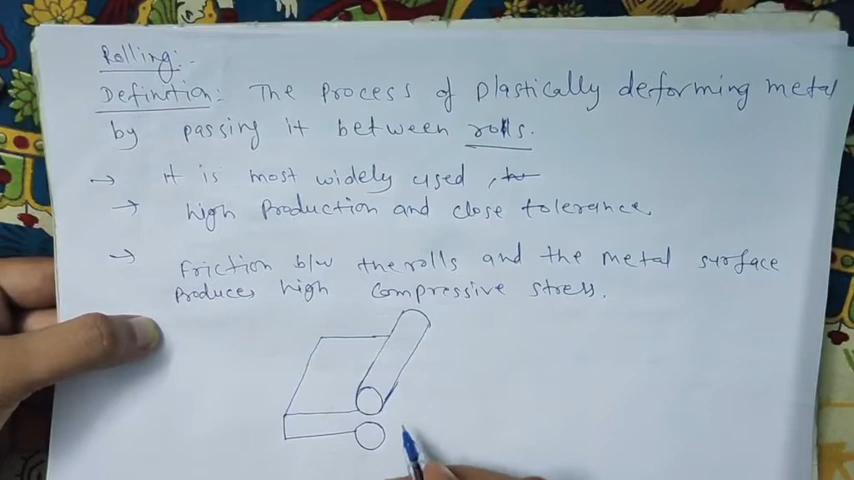 Rolling:-
Definition: The process of plastically deforming metal
by passing it between rolls.
→ it is most widely used,
→ high production and close tolerance.
→ Friction b/w the rolls and the metal surface
Produces high compressive stress.